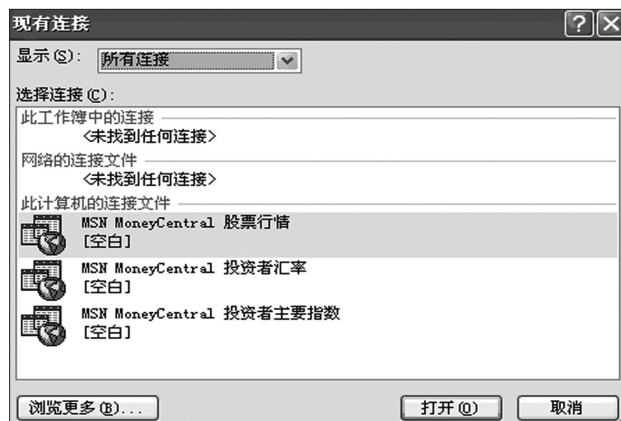 现有连接
显示(S): 所有连接
选择连接(C):
此工作簿中的连接
<未找到任何连接>
网络的连接文件
<未找到任何连接>
此计算机的连接文件
MSN MoneyCentral 股票行情
[空白]
MSN MoneyCentral 投资者汇率
[空白]
MSN MoneyCentral 投资者主要指数
[空白]
浏览更多(B)... 打开(O) 取消